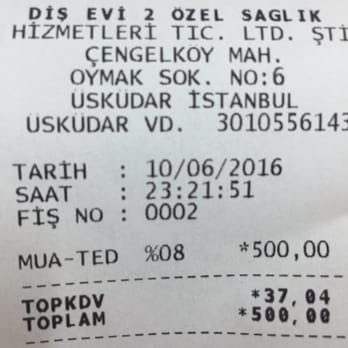 DİŞ EVİ 2 ÖZEL SAGLIK
HİZMETLERİ TIC. LTD. ŞTİ
ÇENGELKÖY MAH.
OYMAK SOK. NO:6
ÜSKÜDAR İSTANBUL
ÜSKÜDAR VD. 3010556143
TARİH : 10/06/2016
SAAT : 23:21:51
FİŞ NO : 0002
MUA-TED %08 *500,00
TOPKDV *37,04
TOPLAM *500,00